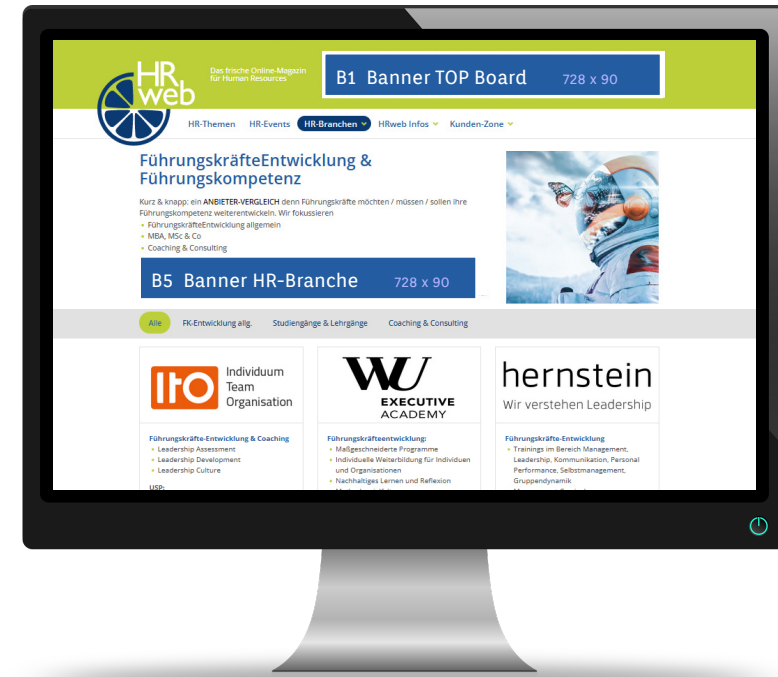 HR
web
Das frische Online-Magazin
für Human Resources
B1 Banner TOP Board 728 x 90
HR-Themen HR-Events HR-Branchen HRweb Infos Kunden-Zone
FührungskräfteEntwicklung &
Führungskompetenz
Kurz & knapp: ein ANBIETER-VERGLEICH denn Führungskräfte möchten / müssen / sollen ihre
Führungskompetenz weiterentwickeln. Wir fokussieren
• FührungskräfteEntwicklung allgemein
• MBA, MSc & Co
• Coaching & Consulting
B5 Banner HR-Branche 728 x 90
Alle FK-Entwicklung allg. Studiengänge & Lehrgänge Coaching & Consulting
ITO
Individuum
Team
Organisation
Führungskräfte-Entwicklung & Coaching
• Leadership Assessment
• Leadership Development
• Leadership Culture
USP:
WU
EXECUTIVE
ACADEMY
Führungskräfteentwicklung:
• Maßgeschneiderte Programme
• Individuelle Weiterbildung für Individuen
und Organisationen
• Nachhaltiges Lernen und Reflexion
hernstein
Wir verstehen Leadership
Führungskräfte-Entwicklung
• Trainings im Bereich Management,
Leadership, Kommunikation, Personal
Performance, Selbstmanagement,
Gruppendynamik